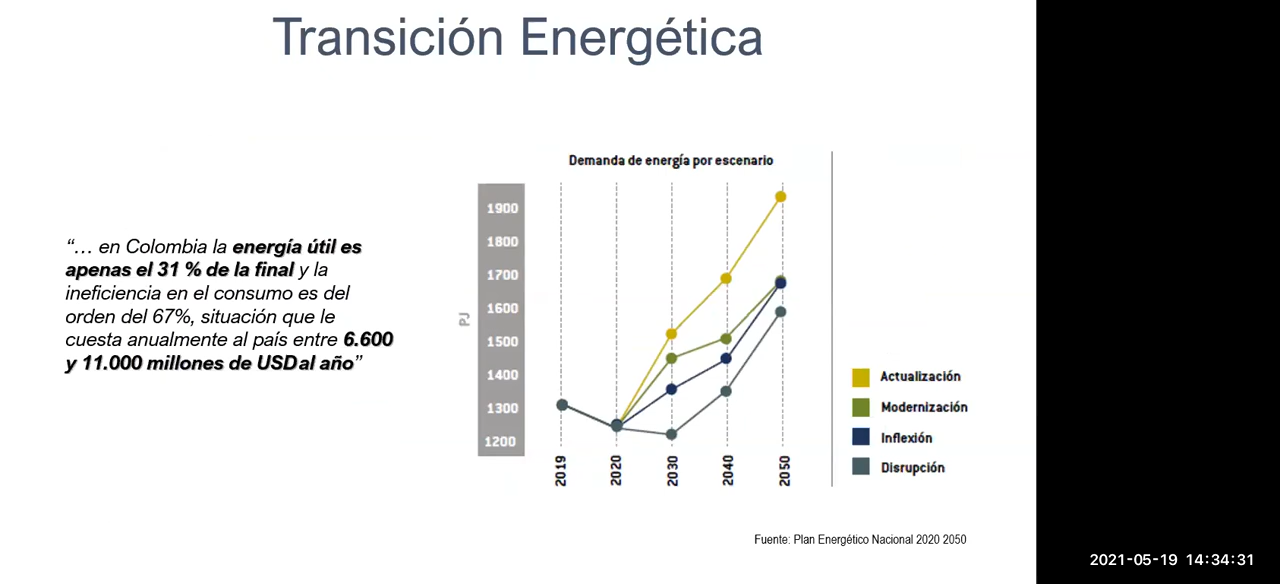 Transición Energética
“… en Colombia la energía útil es
apenas el 31 % de la final y la
ineficiencia en el consumo es del
orden del 67%, situación que le
cuesta anualmente al país entre 6.600
y 11.000 millones de USD al año”
Demanda de energía por escenario
1900
1800
1700
1600
1500
1400
1300
1200
PJ
2019
2020
2030
2040
2050
Actualización
Modernización
Inflexión
Disrupción
Fuente: Plan Energético Nacional 2020 2050
2021-05-19 14:34:31